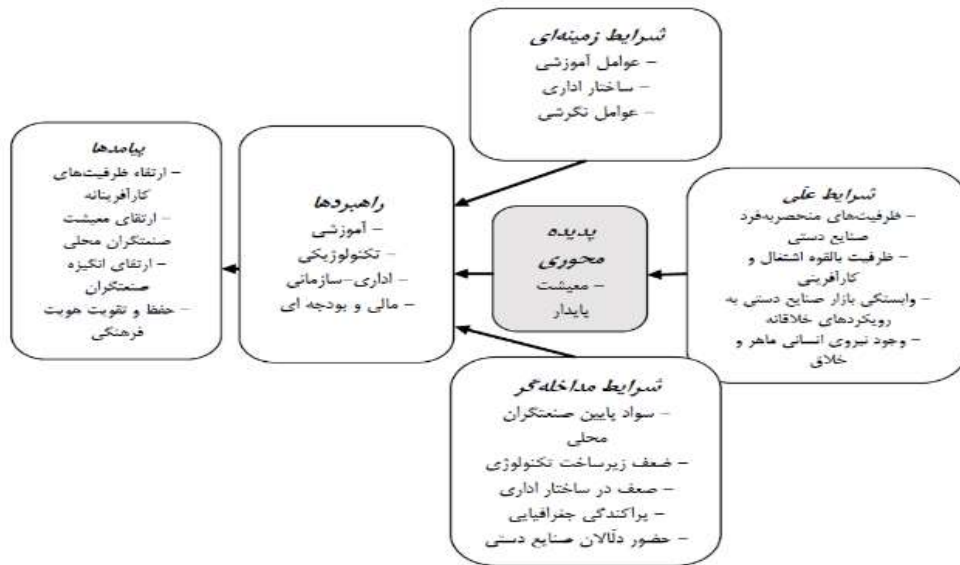 شرایط زمینه‌ای
– عوامل آموزشی
– ساختار اداری
– عوامل نگرشی
شرایط علّی
– ظرفیت‌های منحصربه‌فرد
صنایع دستی
– ظرفیت بالقوه اشتغال و
کارآفرینی
– وابستگی بازار صنایع دستی به
رویکردهای خلاقانه
– وجود نیروی انسانی ماهر و
خلاق
پدیده
محوری
– معیشت
پایدار
شرایط مداخله‌گر
– سواد پایین صنعتگران
محلی
– ضعف زیرساخت تکنولوژی
– صعف در ساختار اداری
– پراکندگی جغرافیایی
– حضور دلّالان صنایع دستی
راهبردها
– آموزشی
– تکنولوژیکی
– اداری-سازمانی
– مالی و بودجه ای
پیامدها
– ارتقاء ظرفیت‌های
کارآفرینانه
– ارتقای معیشت
صنعتگران محلی
– ارتقای انگیزه
صنعتگران
– حفظ و تقویت هویت
فرهنگی